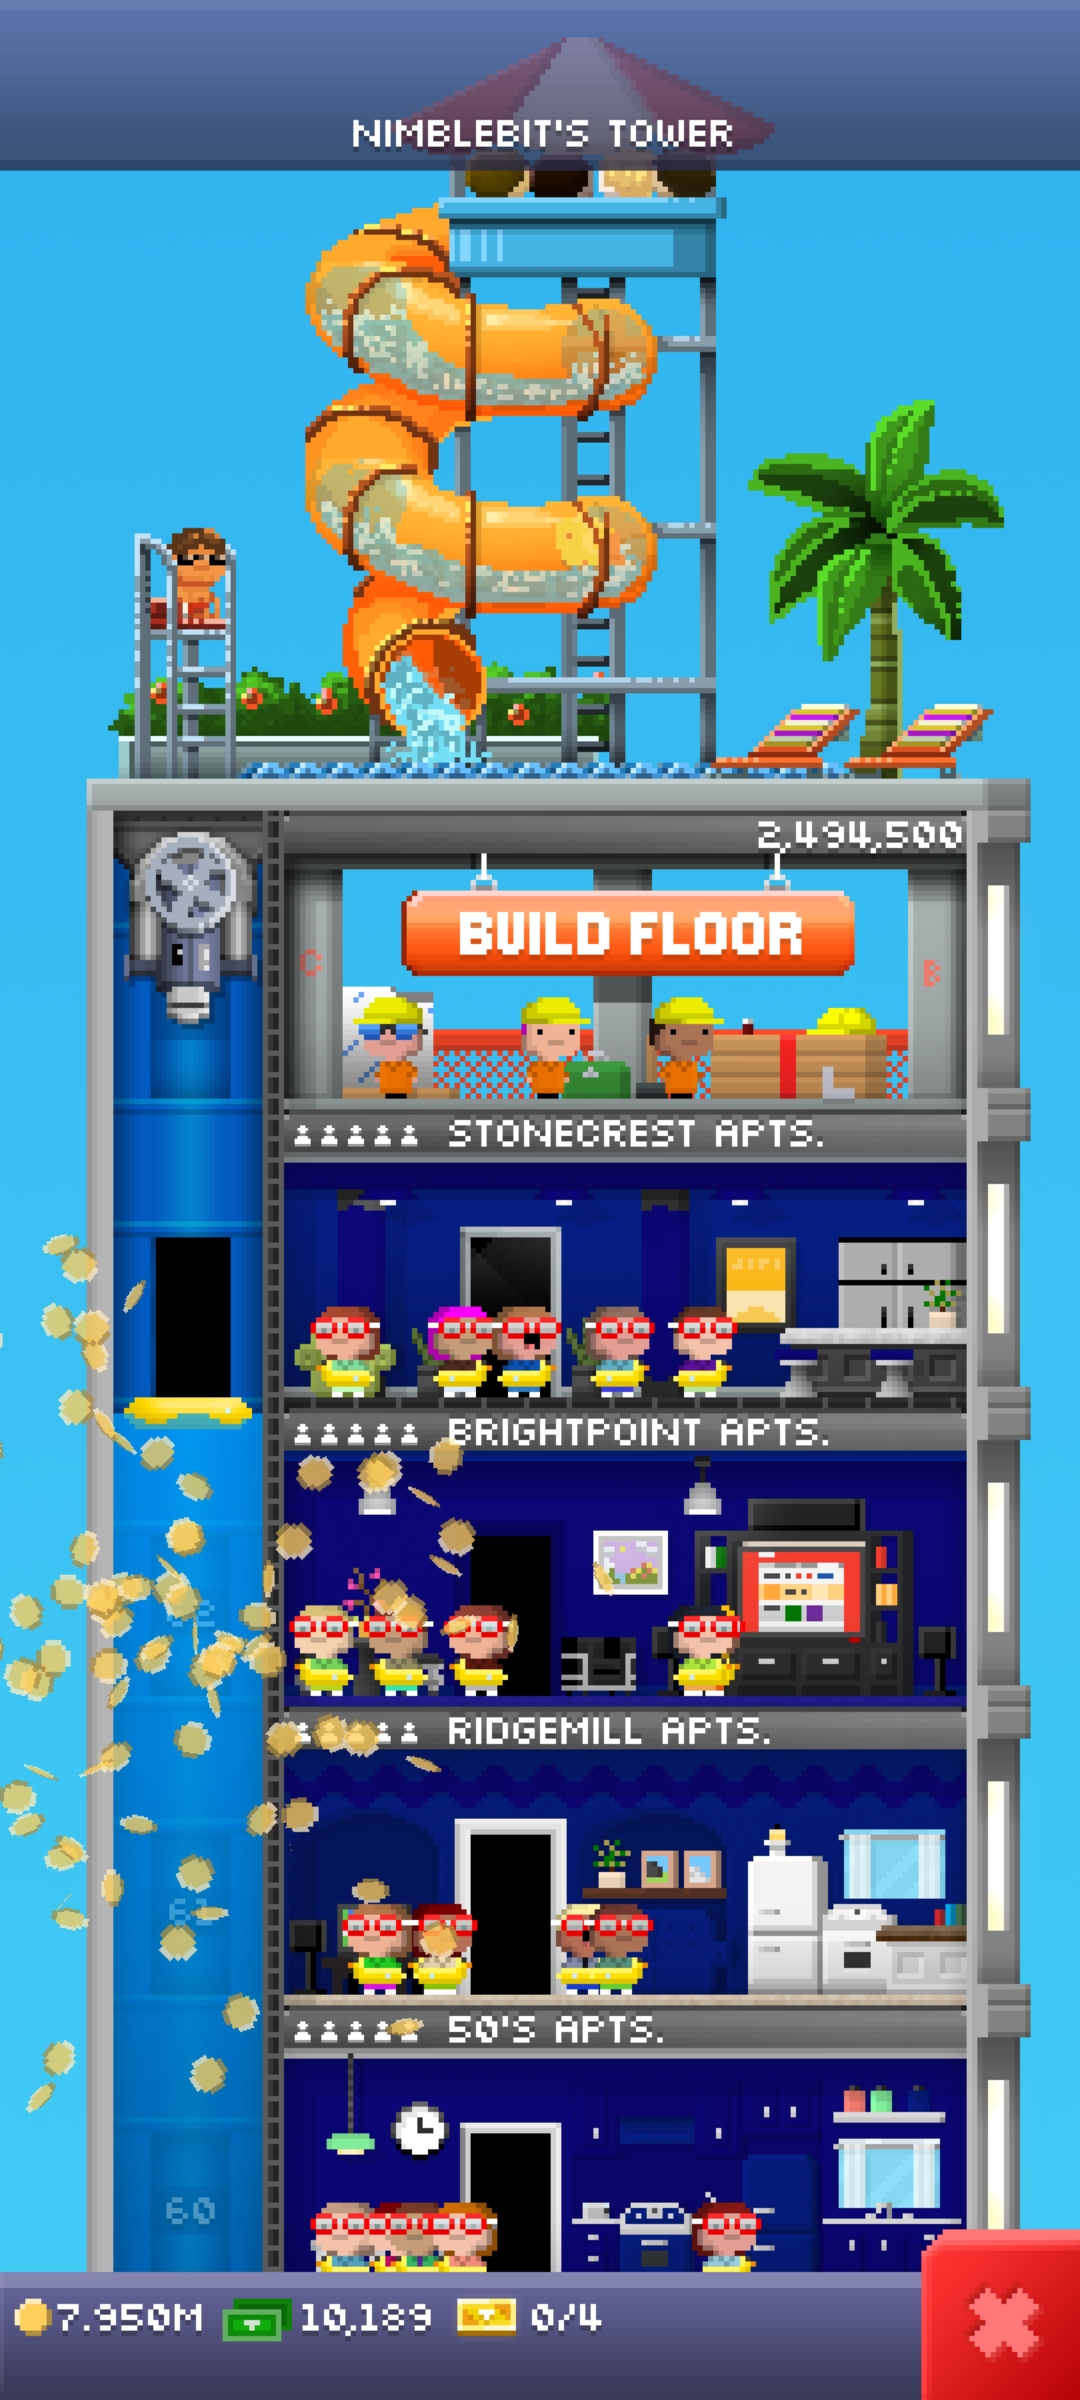 NIMBLEBIT'S TOWER
2,494,500
BUILD FLOOR
C
B
L
STONECREST APTS.
BRIGHTPOINT APTS.
RIDGEMILL APTS.
61
50'S APTS.
60
7.950M 10,189 0/4